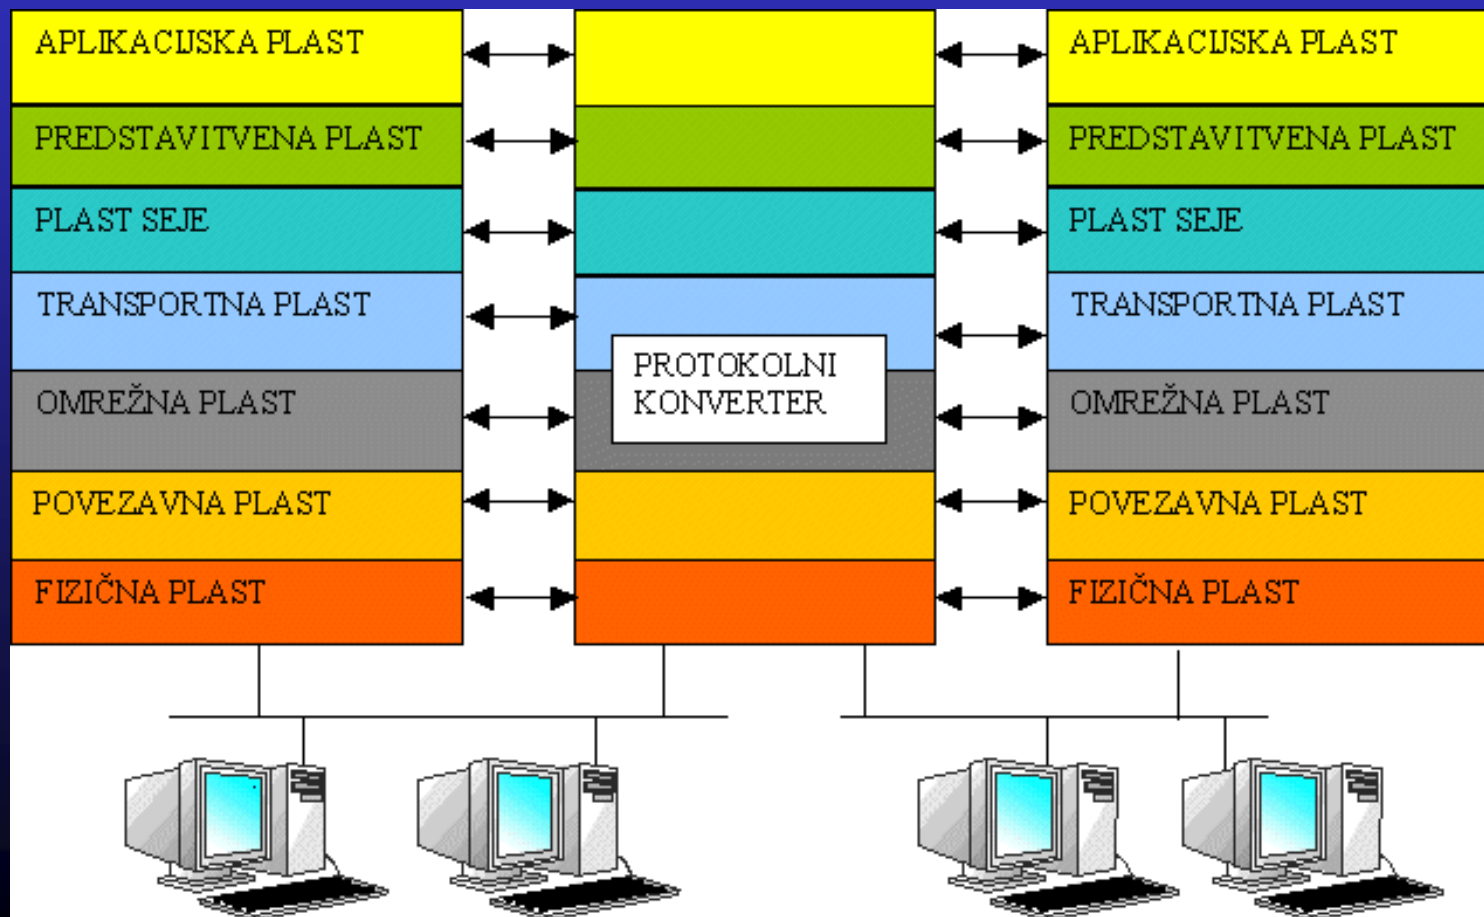 APLIKACIJSKA PLAST
PREDSTAVITVENA PLAST
PLAST SEJE
TRANSPORTNA PLAST
OMREŽNA PLAST
POVEZAVNA PLAST
FIZIČNA PLAST
PROTOKOLNI
KONVERTER
APLIKACIJSKA PLAST
PREDSTAVITVENA PLAST
PLAST SEJE
TRANSPORTNA PLAST
OMREŽNA PLAST
POVEZAVNA PLAST
FIZIČNA PLAST